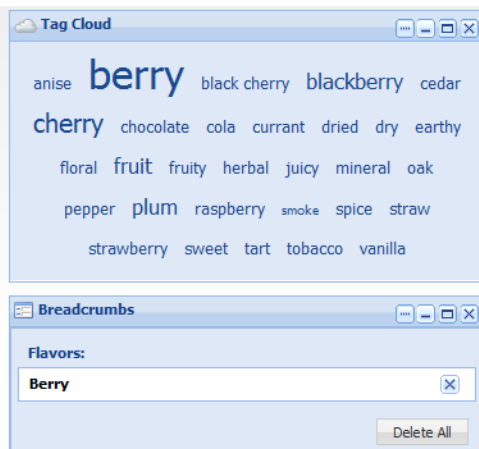 Tag Cloud
anise berry black cherry blackberry cedar
cherry chocolate cola currant dried dry earthy
floral fruit fruity herbal juicy mineral oak
pepper plum raspberry smoke spice straw
strawberry sweet tart tobacco vanilla
Breadcrumbs
Flavors:
Berry
Delete All